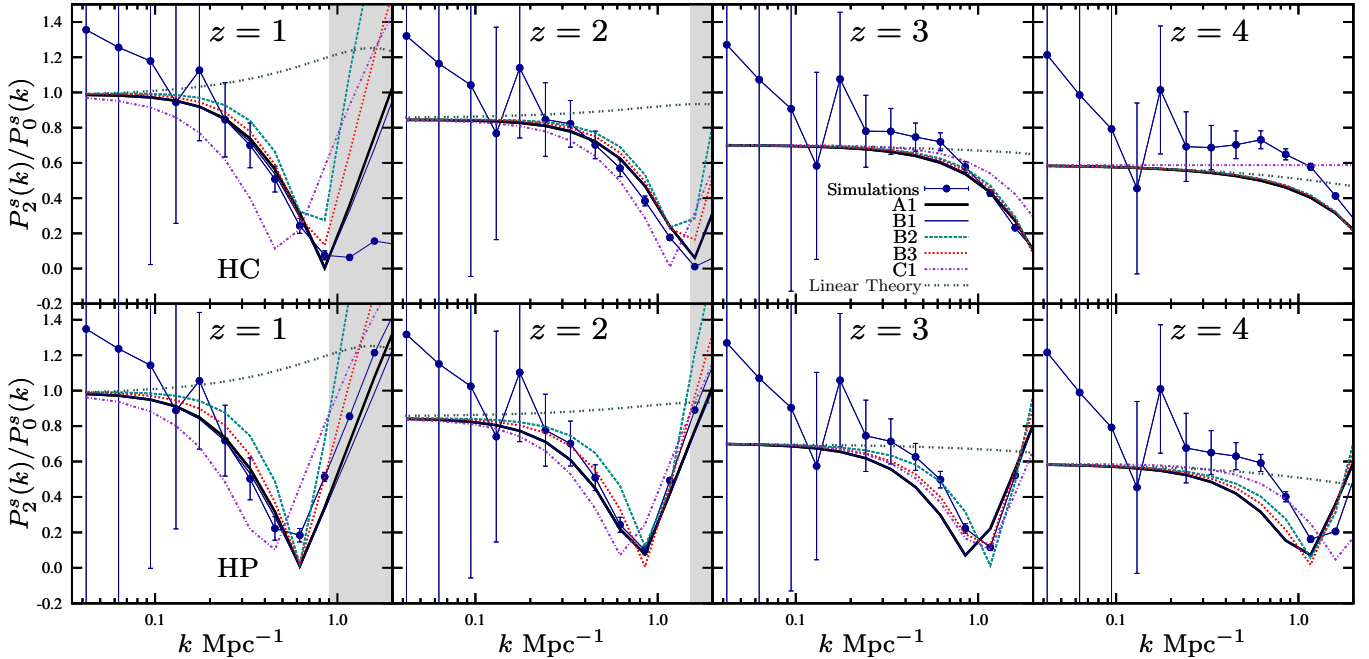 z = 1
z = 2
z = 3
z = 4
P_2^s(k)/P_0^s(k)
1.4
1.2
1.0
0.8
0.6
0.4
0.2
0.0
-0.2
HC
Simulations
A1
B1
B2
B3
C1
Linear Theory
z = 1
z = 2
z = 3
z = 4
P_2^s(k)/P_0^s(k)
1.4
1.2
1.0
0.8
0.6
0.4
0.2
0.0
-0.2
HP
0.1 1.0 0.1 1.0 0.1 1.0 0.1 1.0
k Mpc⁻¹ k Mpc⁻¹ k Mpc⁻¹ k Mpc⁻¹